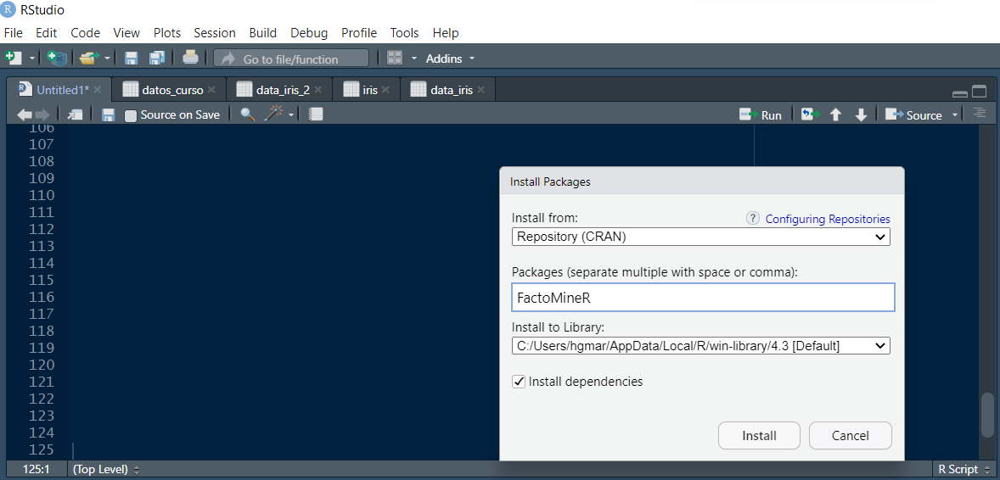 R RStudio
File Edit Code View Plots Session Build Debug Profile Tools Help
Go to file/function Addins
Untitled1* datos_curso data_iris_2 iris data_iris
Source on Save Run Source
106
107
108
109
110
111
112
113
114
115
116
117
118
119
120
121
122
123
124
125
Install Packages
Install from: ? Configuring Repositories
Repository (CRAN)
Packages (separate multiple with space or comma):
FactoMineR
Install to Library:
C:/Users/hgmar/AppData/Local/R/win-library/4.3 [Default]
Install dependencies
Install Cancel
125:1 (Top Level) R Script